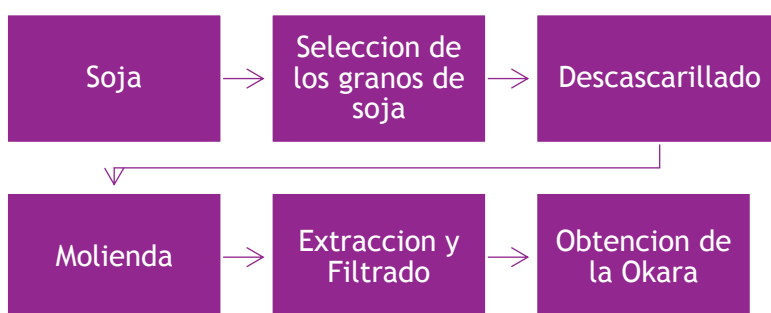 Soja
Seleccion de
los granos de
soja
Descascarillado
Molienda
Extraccion y
Filtrado
Obtencion de
la Okara